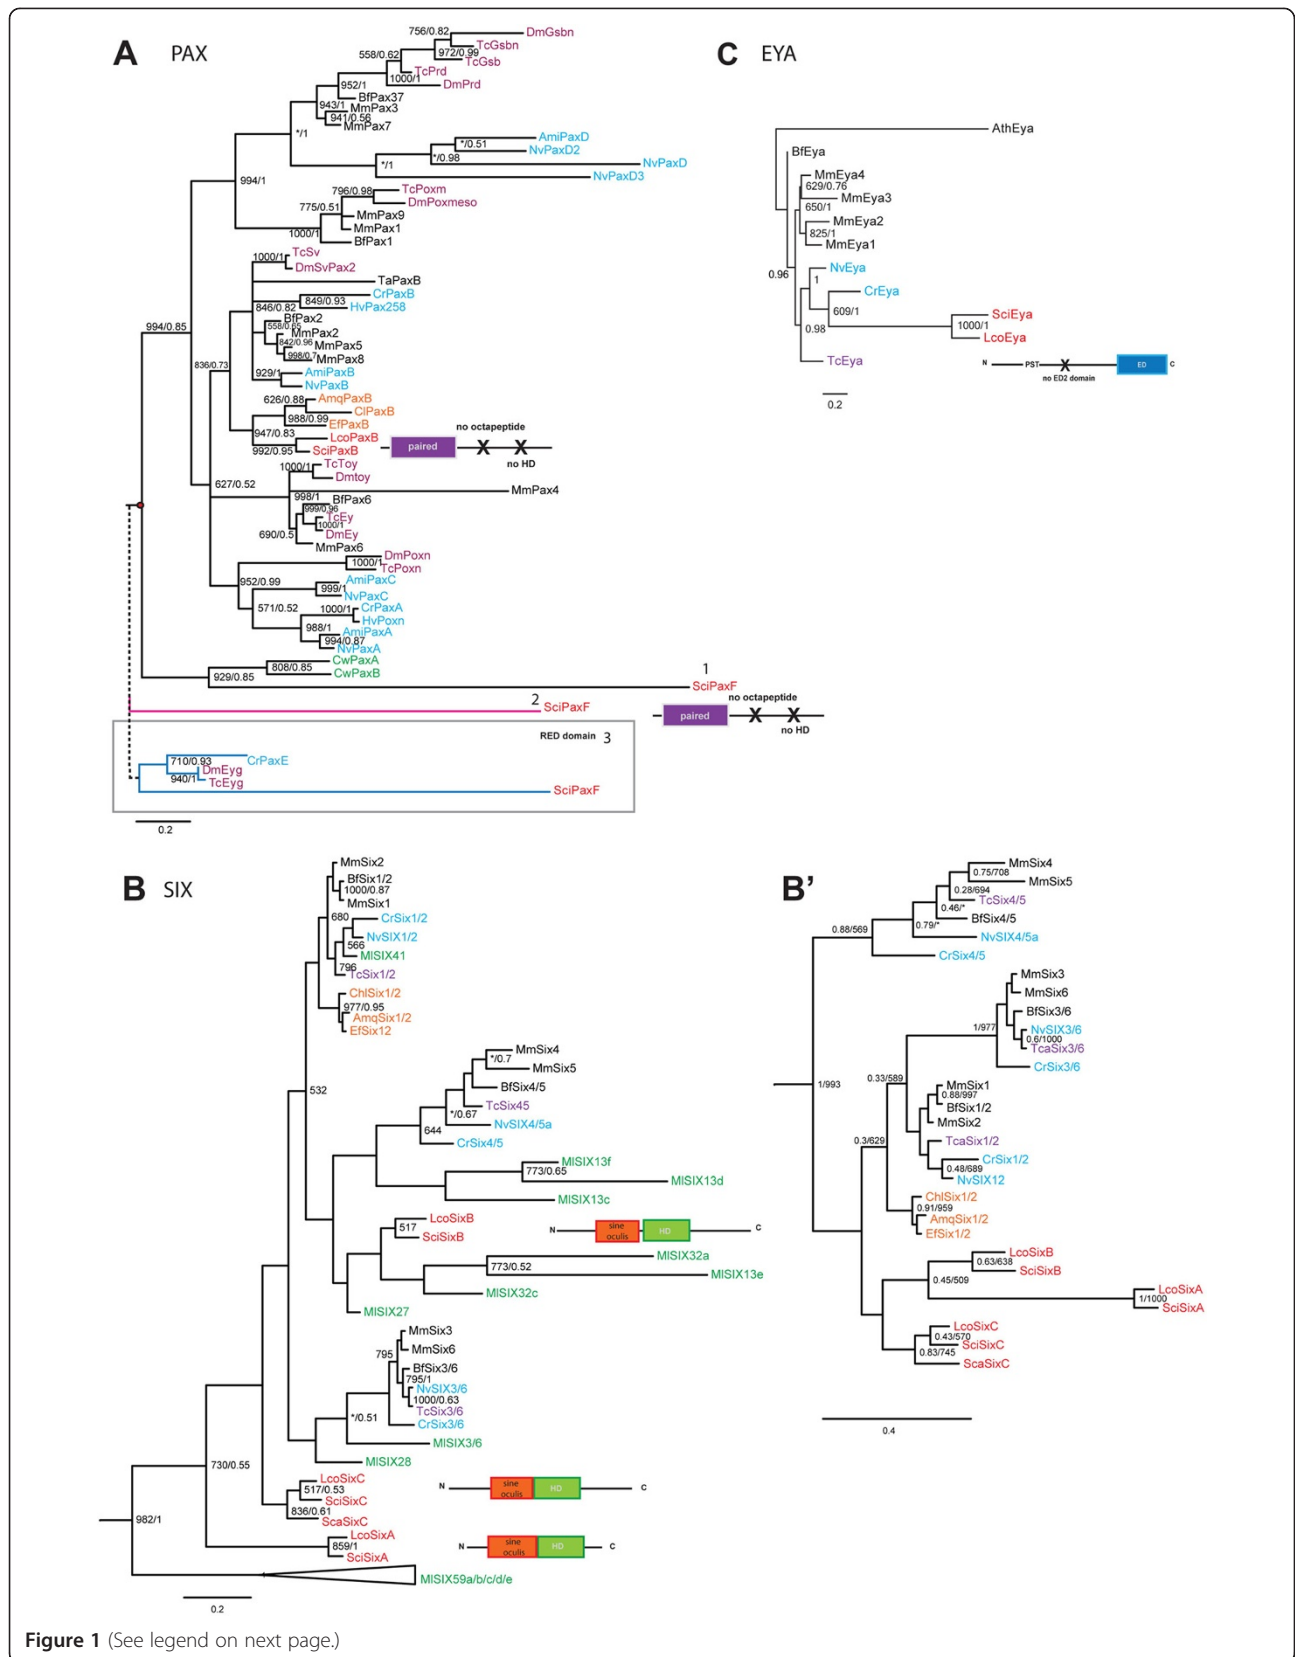 A PAX
756/0.82
DmGsbn
TcGsbn
972/0.99
TcGsb
558/0.62
TcPrd
1000/1
DmPrd
952/1
BfPax37
943/1
MmPax3
941/0.56
MmPax7
*/1
AmiPaxD
*/0.51
NvPaxD2
*/0.98
NvPaxD
*/1
NvPaxD3
994/1
796/0.98
TcPoxm
DmPoxmeso
775/0.51
MmPax9
MmPax1
1000/1
BfPax1
TcSv
1000/1
DmSvPax2
TaPaxB
CrPaxB
849/0.93
846/0.82
HvPax258
BfPax2
558/0.65
MmPax2
842/0.96
MmPax5
998/0.7
MmPax8
994/0.85
836/0.73
AmiPaxB
929/1
NvPaxB
626/0.88
AmqPaxB
ClPaxB
988/0.99
EfPaxB
947/0.83
LcoPaxB
992/0.95
SciPaxB
no octapeptide
paired
X X
no HD
TcToy
1000/1
Dmtoy
627/0.52
MmPax4
998/1
BfPax6
999/0.96
TcEy
1000/1
DmEy
690/0.5
MmPax6
DmPoxn
1000/1
TcPoxn
952/0.99
AmiPaxC
999/1
NvPaxC
571/0.52
1000/1
CrPaxA
HvPoxn
988/1
AmiPaxA
994/0.87
NvPaxA
CwPaxA
808/0.85
CwPaxB
929/0.85
1
SciPaxF
2
SciPaxF
no octapeptide
paired
X X
no HD
RED domain 3
710/0.93
CrPaxE
DmEyg
940/1
TcEyg
SciPaxF
0.2
C EYA
AthEya
BfEya
MmEya4
629/0.76
MmEya3
650/1
MmEya2
825/1
MmEya1
0.96
NvEya
1
CrEya
609/1
SciEya
1000/1
LcoEya
0.98
TcEya
N
PST
X
no ED2 domain
ED
C
0.2
B SIX
MmSix2
BfSix1/2
1000/0.87
MmSix1
680
CrSix1/2
NvSIX1/2
566
MlSIX41
796
TcSix1/2
ChlSix1/2
977/0.95
AmqSix1/2
EfSix12
532
MmSix4
*/0.7
MmSix5
BfSix4/5
TcSix45
*/0.67
NvSIX4/5a
644
CrSix4/5
MlSIX13f
773/0.65
MlSIX13d
MlSIX13c
LcoSixB
517
SciSixB
N
sine oculis
HD
C
MlSIX32a
773/0.52
MlSIX13e
MlSIX32c
MlSIX27
MmSix3
795
MmSix6
BfSix3/6
795/1
NvSIX3/6
1000/0.63
TcSix3/6
*/0.51
CrSix3/6
MlSIX3/6
MlSIX28
730/0.55
LcoSixC
517/0.53
SciSixC
836/0.61
ScaSixC
N
sine oculis
HD
C
982/1
LcoSixA
859/1
SciSixA
N
sine oculis
HD
C
MlSIX59a/b/c/d/e
0.2
B'
MmSix4
0.75/708
MmSix5
0.28/694
TcSix4/5
0.46/*
BfSix4/5
0.79/*
NvSIX4/5a
0.88/569
CrSix4/5
MmSix3
MmSix6
BfSix3/6
1/977
NvSIX3/6
0.6/1000
TcaSix3/6
CrSix3/6
0.33/589
1/993
MmSix1
0.88/997
BfSix1/2
MmSix2
0.3/629
TcaSix1/2
CrSix1/2
0.48/689
NvSIX12
ChlSix1/2
0.91/959
AmqSix1/2
EfSix1/2
LcoSixB
0.63/638
SciSixB
0.45/509
LcoSixA
1/1000
SciSixA
LcoSixC
0.43/570
SciSixC
0.83/745
ScaSixC
0.4
Figure 1 (See legend on next page.)